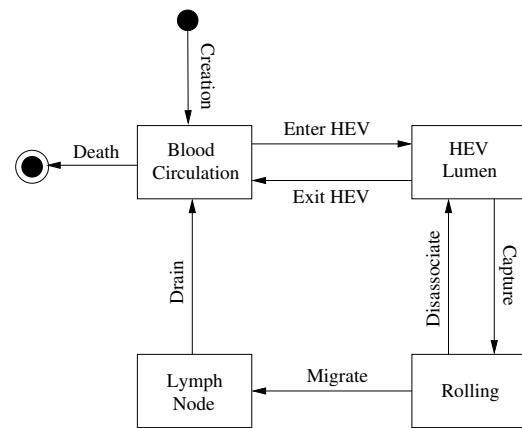 Creation
Death
Blood
Circulation
Enter HEV
Exit HEV
HEV
Lumen
Drain
Disassociate
Capture
Lymph
Node
Migrate
Rolling